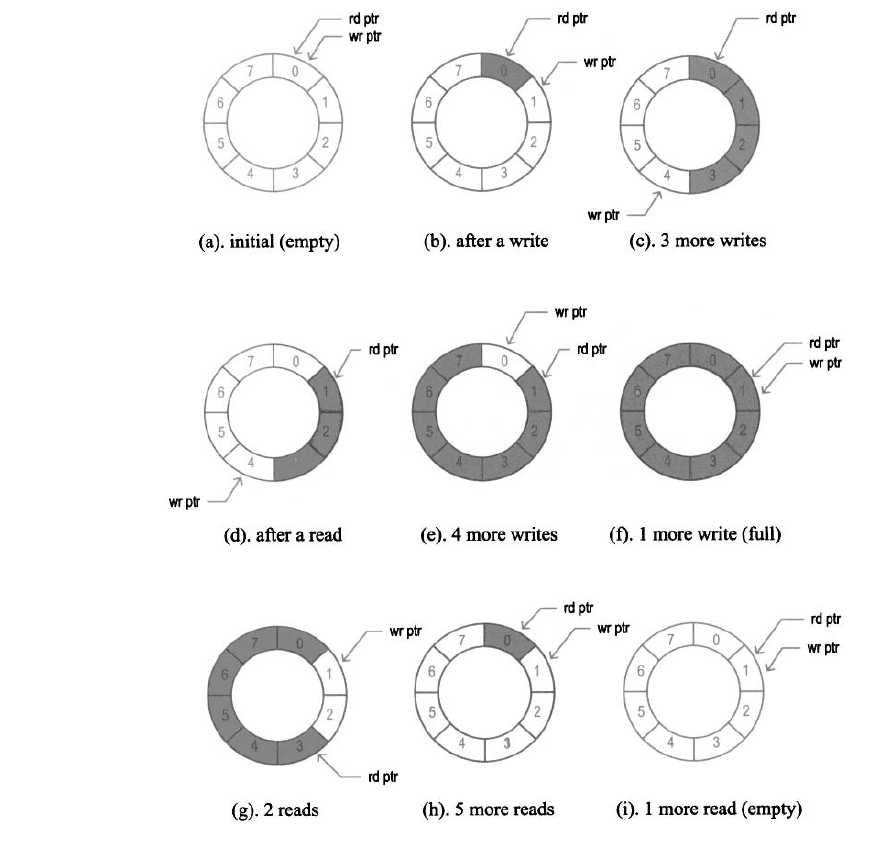 rd ptr
wr ptr
7 0
6 1
5 2
4 3
(a). initial (empty)
rd ptr
wr ptr
7 0
6 1
5 2
4 3
(b). after a write
rd ptr
7 0
6 1
5 2
4 3
wr ptr
(c). 3 more writes
rd ptr
7 0
6 1
5 2
4
wr ptr
(d). after a read
wr ptr
rd ptr
7 0
6 1
5 2
4 3
(e). 4 more writes
rd ptr
wr ptr
7 0
6 1
5 2
4 3
(f). 1 more write (full)
wr ptr
7 0
6 1
5 2
4 3
rd ptr
(g). 2 reads
rd ptr
wr ptr
7 0
6 1
5 2
4 3
(h). 5 more reads
rd ptr
wr ptr
7 0
6 1
5 2
4 3
(i). 1 more read (empty)